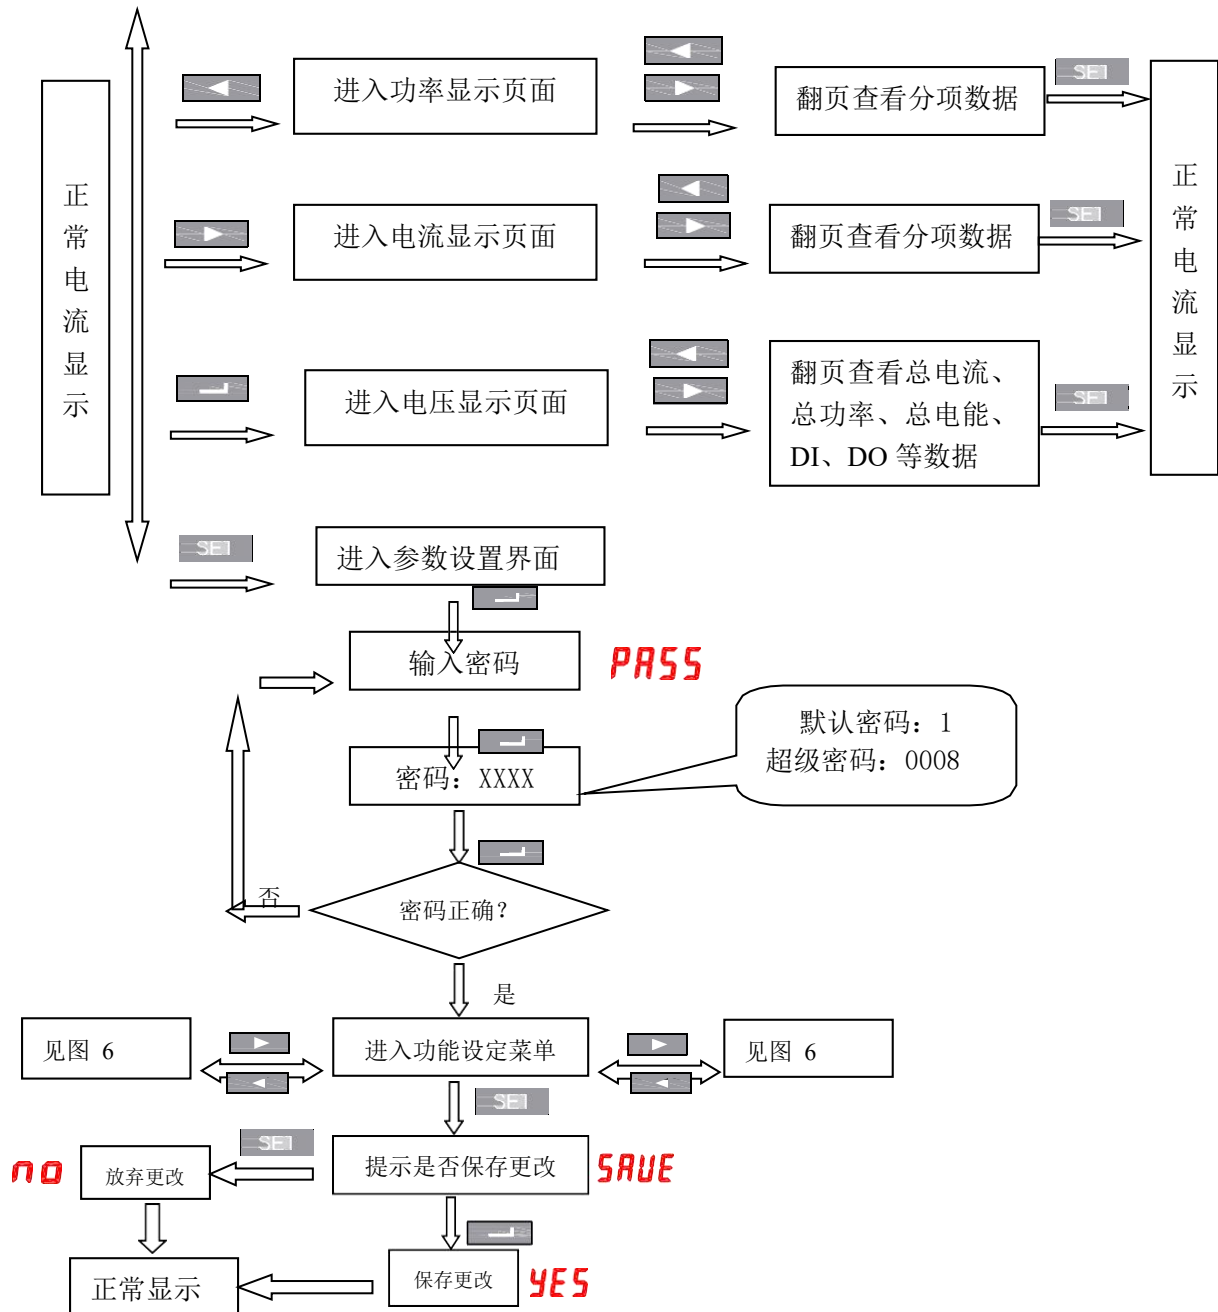 正常电流显示
进入功率显示页面
翻页查看分项数据
SET
正常电流显示
进入电流显示页面
翻页查看分项数据
SET
进入电压显示页面
翻页查看总电流、
总功率、总电能、
DI、DO 等数据
SET
SET
进入参数设置界面
输入密码
PASS
密码：XXXX
默认密码：1
超级密码：0008
密码正确？
否
是
见图 6
进入功能设定菜单
见图 6
SET
SET
no
放弃更改
提示是否保存更改
SAVE
正常显示
保存更改
YES